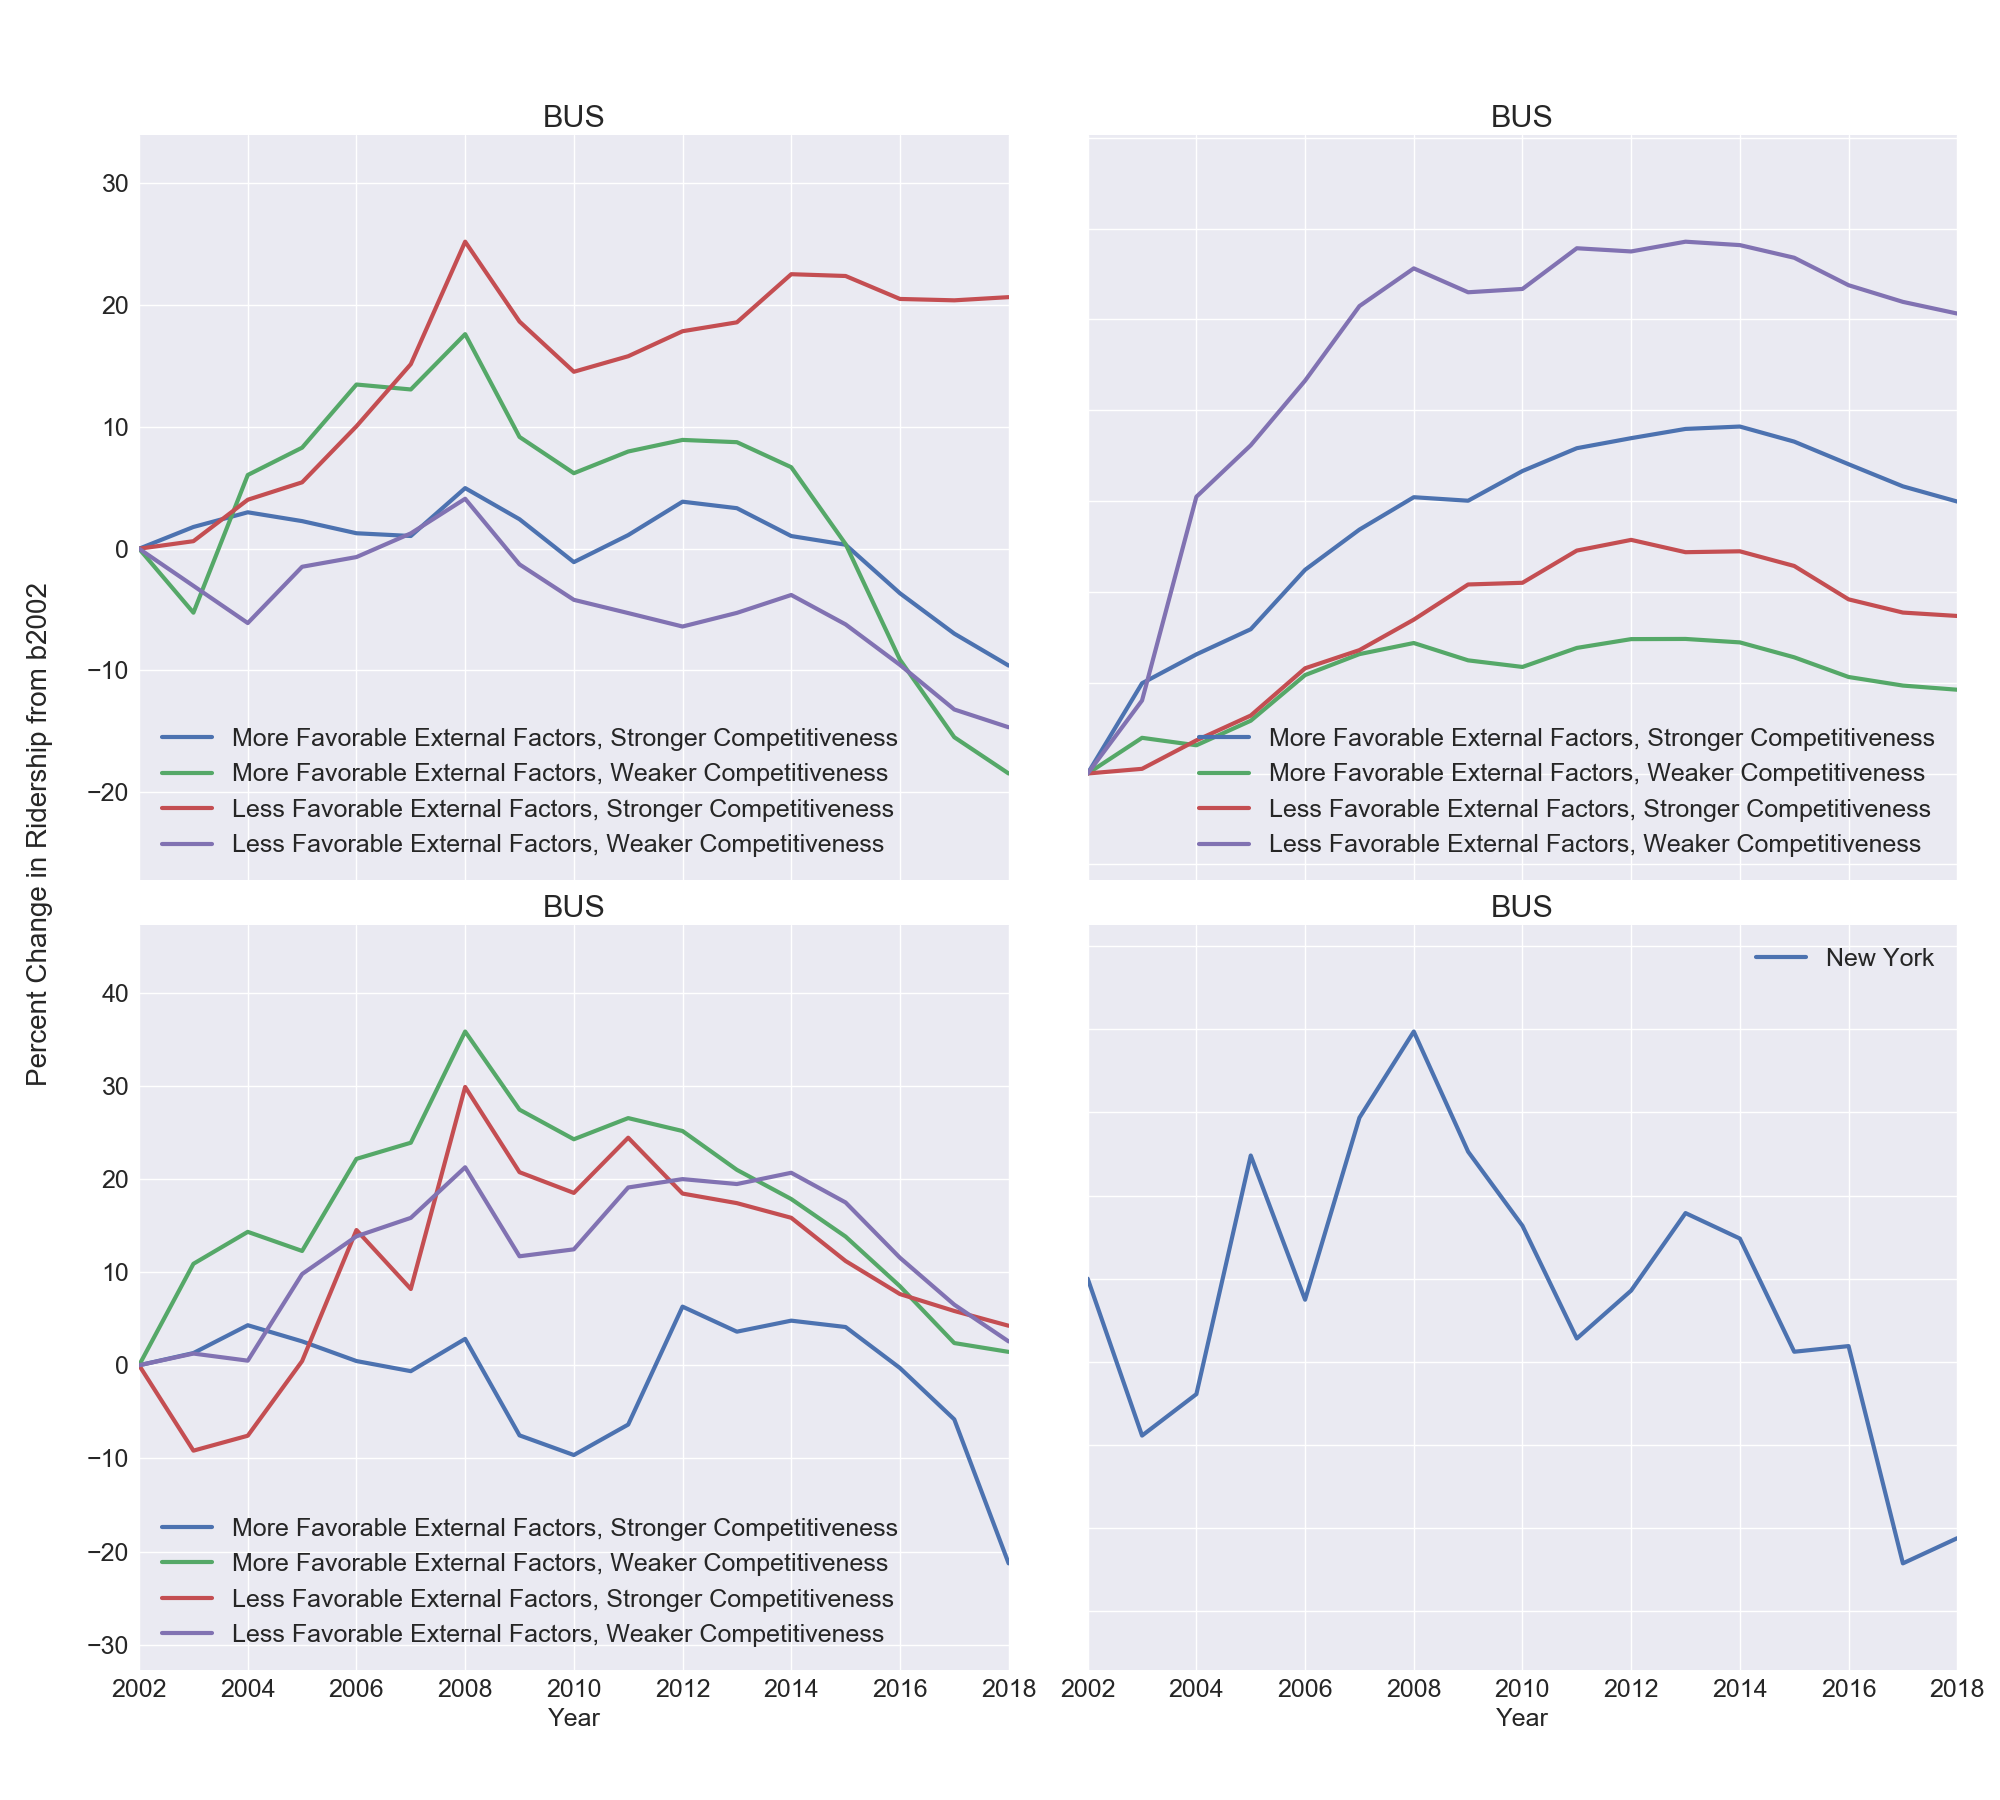 BUS
30
20
10
0
−10
−20
More Favorable External Factors, Stronger Competitiveness
More Favorable External Factors, Weaker Competitiveness
Less Favorable External Factors, Stronger Competitiveness
Less Favorable External Factors, Weaker Competitiveness
BUS
More Favorable External Factors, Stronger Competitiveness
More Favorable External Factors, Weaker Competitiveness
Less Favorable External Factors, Stronger Competitiveness
Less Favorable External Factors, Weaker Competitiveness
Percent Change in Ridership from b2002
BUS
40
30
20
10
0
−10
−20
−30
More Favorable External Factors, Stronger Competitiveness
More Favorable External Factors, Weaker Competitiveness
Less Favorable External Factors, Stronger Competitiveness
Less Favorable External Factors, Weaker Competitiveness
2002 2004 2006 2008 2010 2012 2014 2016 2018
Year
BUS
New York
2002 2004 2006 2008 2010 2012 2014 2016 2018
Year